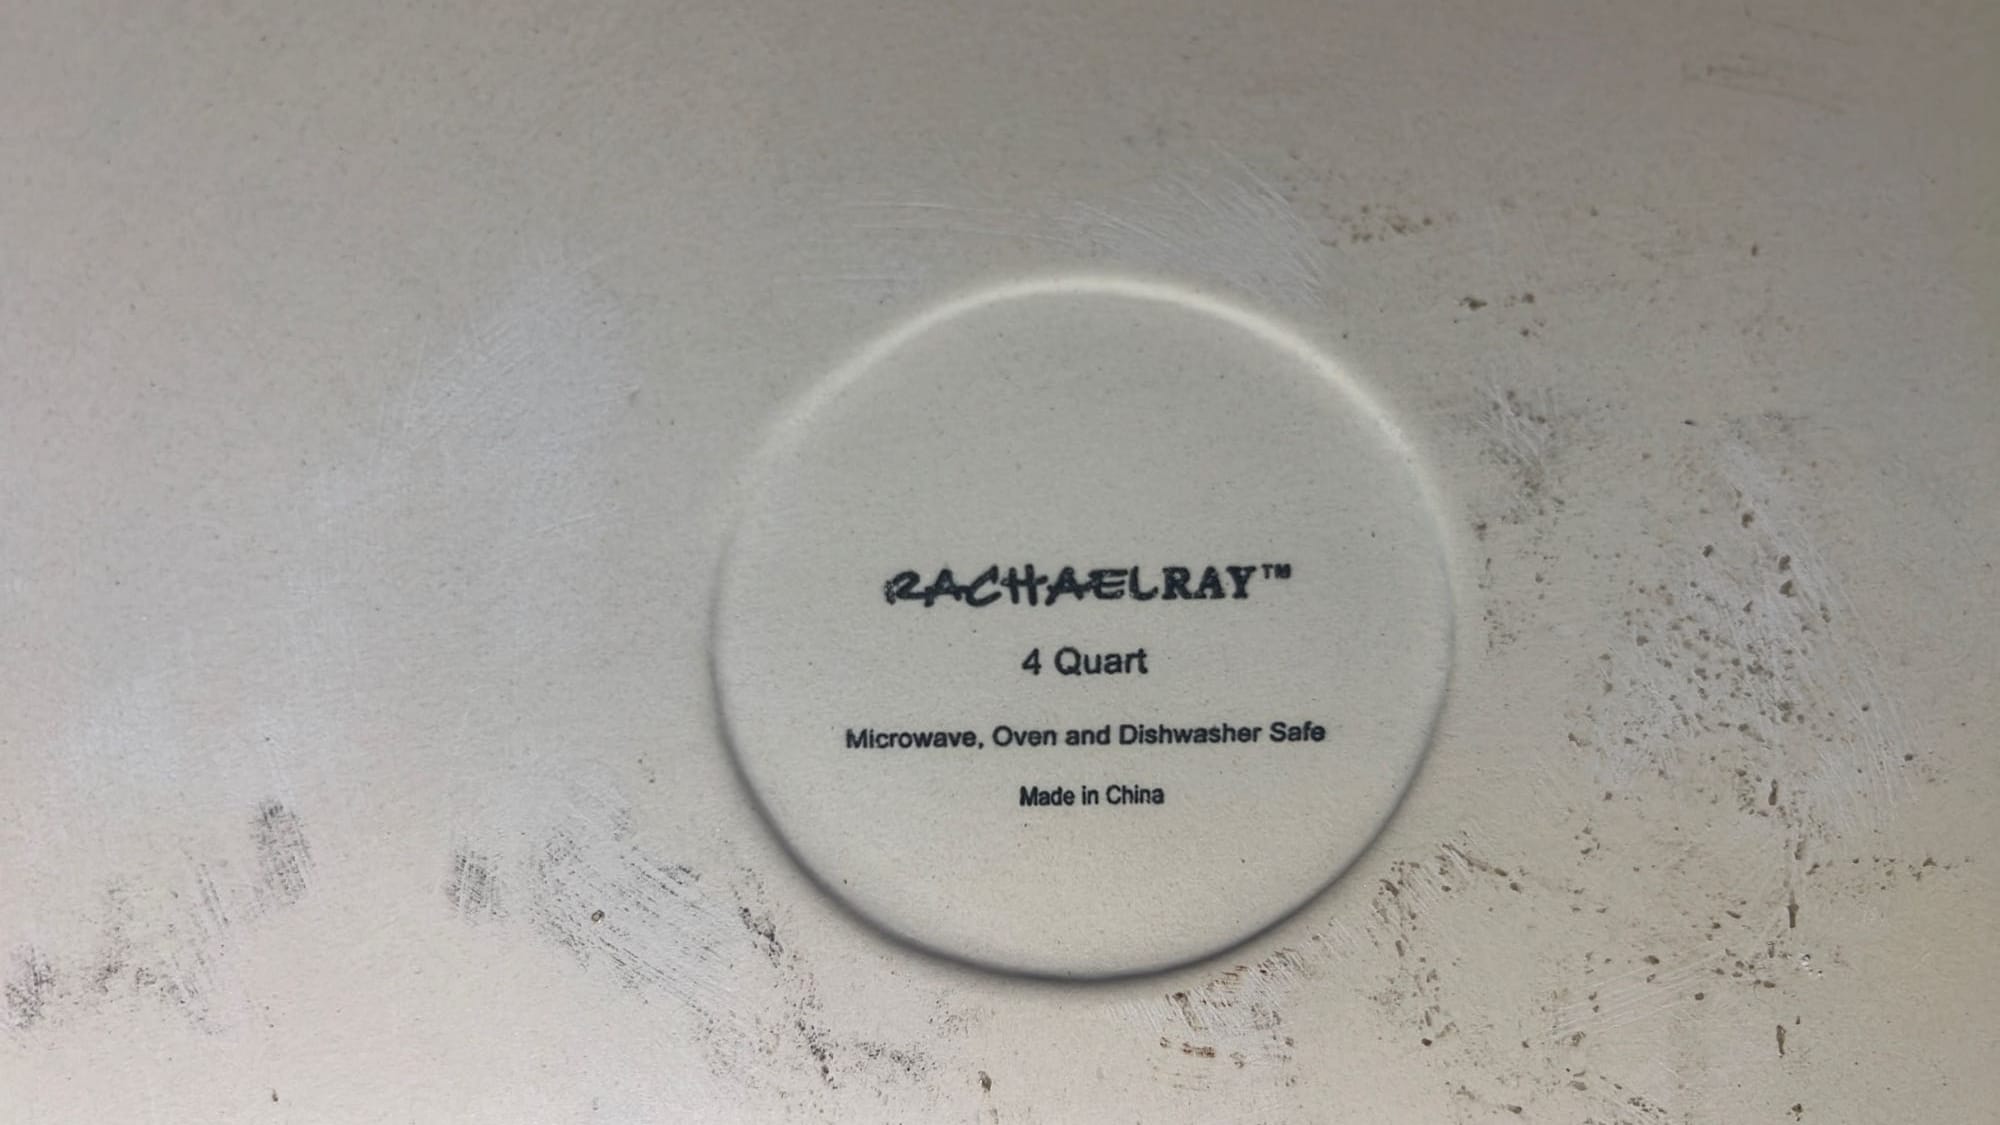 RACHAELRAY™
4 Quart
Microwave, Oven and Dishwasher Safe
Made in China